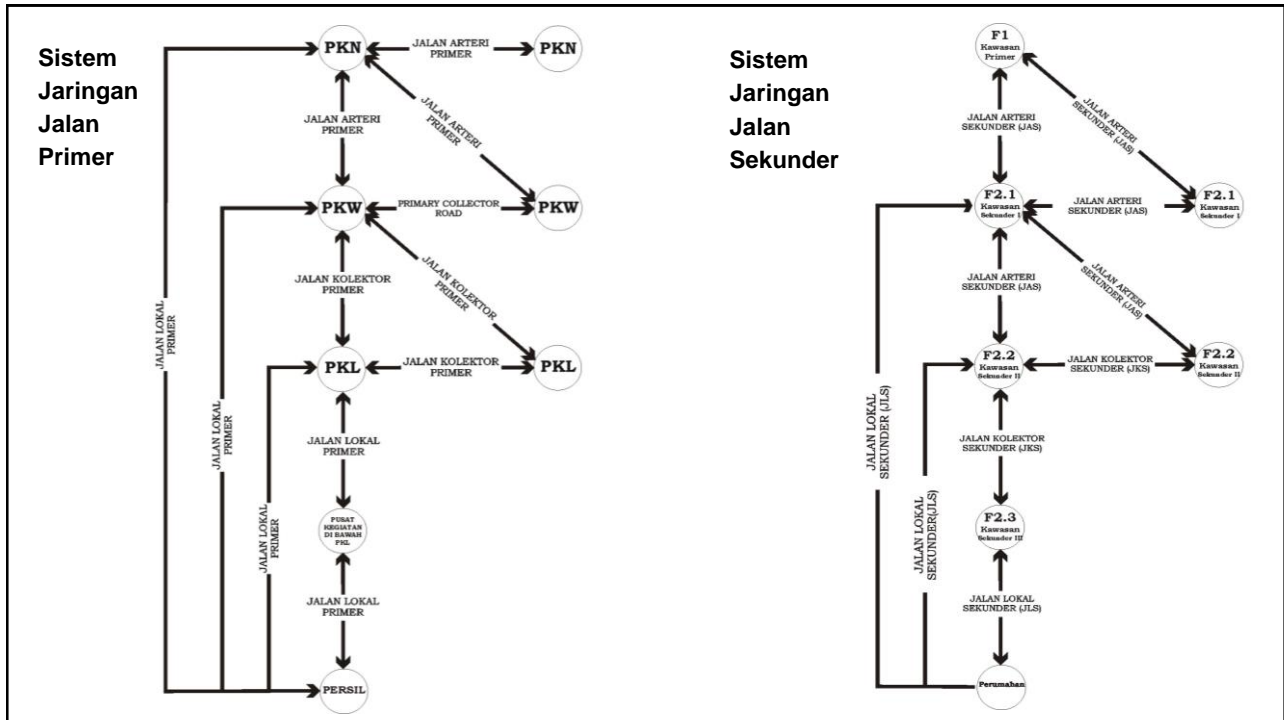 Sistem
Jaringan
Jalan
Primer
PKN
JALAN ARTERI
PRIMER
PKN
JALAN ARTERI
PRIMER
JALAN ARTERI
PRIMER
PKW
PRIMARY COLLECTOR
ROAD
PKW
JALAN KOLEKTOR
PRIMER
JALAN KOLEKTOR
PRIMER
PKL
JALAN KOLEKTOR
PRIMER
PKL
JALAN LOKAL
PRIMER
JALAN LOKAL
PRIMER
JALAN LOKAL
PRIMER
JALAN LOKAL
PRIMER
PUSAT
KEGIATAN
DI BAWAH
PKL
JALAN LOKAL
PRIMER
PERSIL
Sistem
Jaringan
Jalan
Sekunder
F1
Kawasan
Primer
JALAN ARTERI
SEKUNDER (JAS)
JALAN ARTERI
SEKUNDER (JAS)
F2.1
Kawasan
Sekunder I
JALAN ARTERI
SEKUNDER (JAS)
F2.1
Kawasan
Sekunder I
JALAN ARTERI
SEKUNDER (JAS)
JALAN ARTERI
SEKUNDER (JAS)
F2.2
Kawasan
Sekunder II
JALAN KOLEKTOR
SEKUNDER (JKS)
F2.2
Kawasan
Sekunder II
JALAN LOKAL
SEKUNDER (JLS)
JALAN LOKAL
SEKUNDER(JLS)
JALAN KOLEKTOR
SEKUNDER (JKS)
F2.3
Kawasan
Sekunder III
JALAN LOKAL
SEKUNDER (JLS)
Perumahan